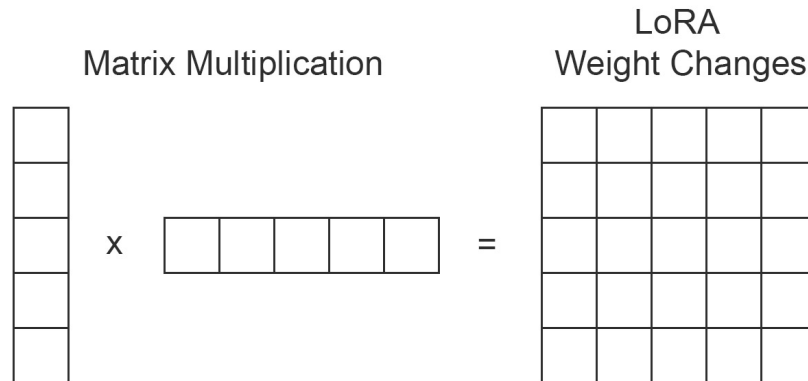 Matrix Multiplication
LoRA
Weight Changes
x
=